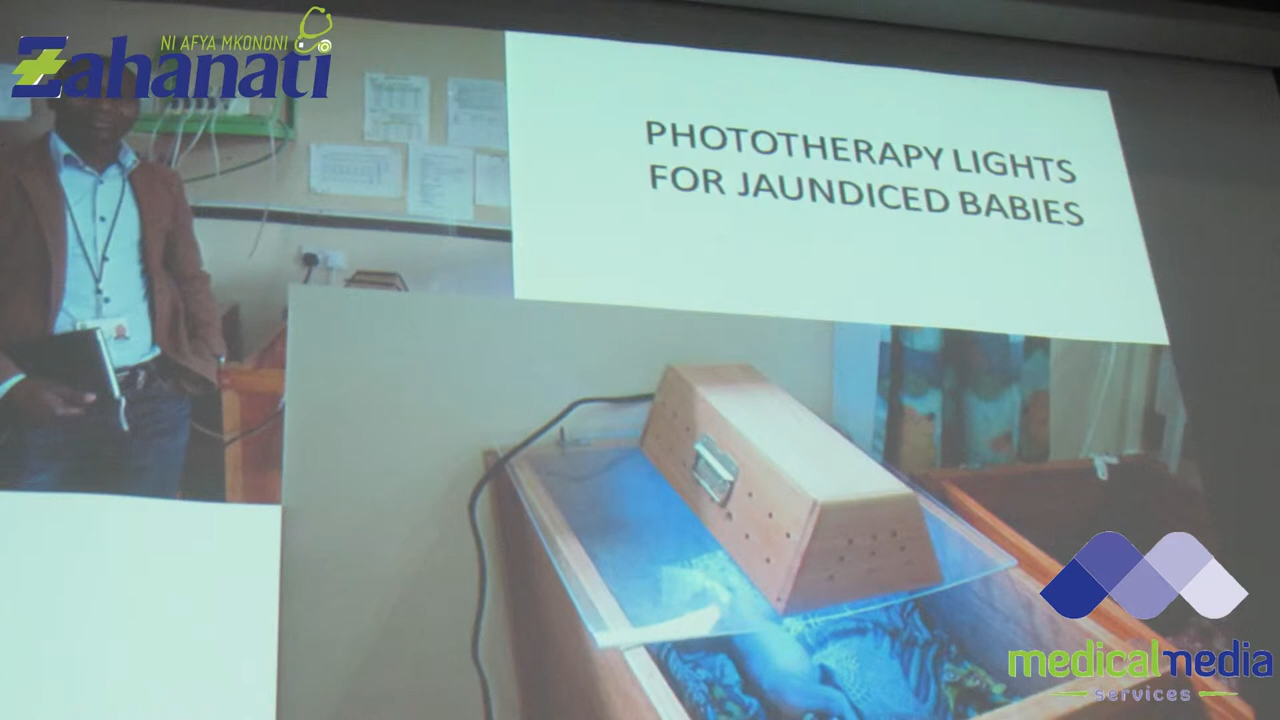 NI AFYA MKONONI
Zahanati
PHOTOTHERAPY LIGHTS
FOR JAUNDICED BABIES
medicalmedia
services